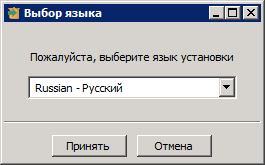 Выбор языка
Пожалуйста, выберите язык установки
Russian - Русский
Принять Отмена